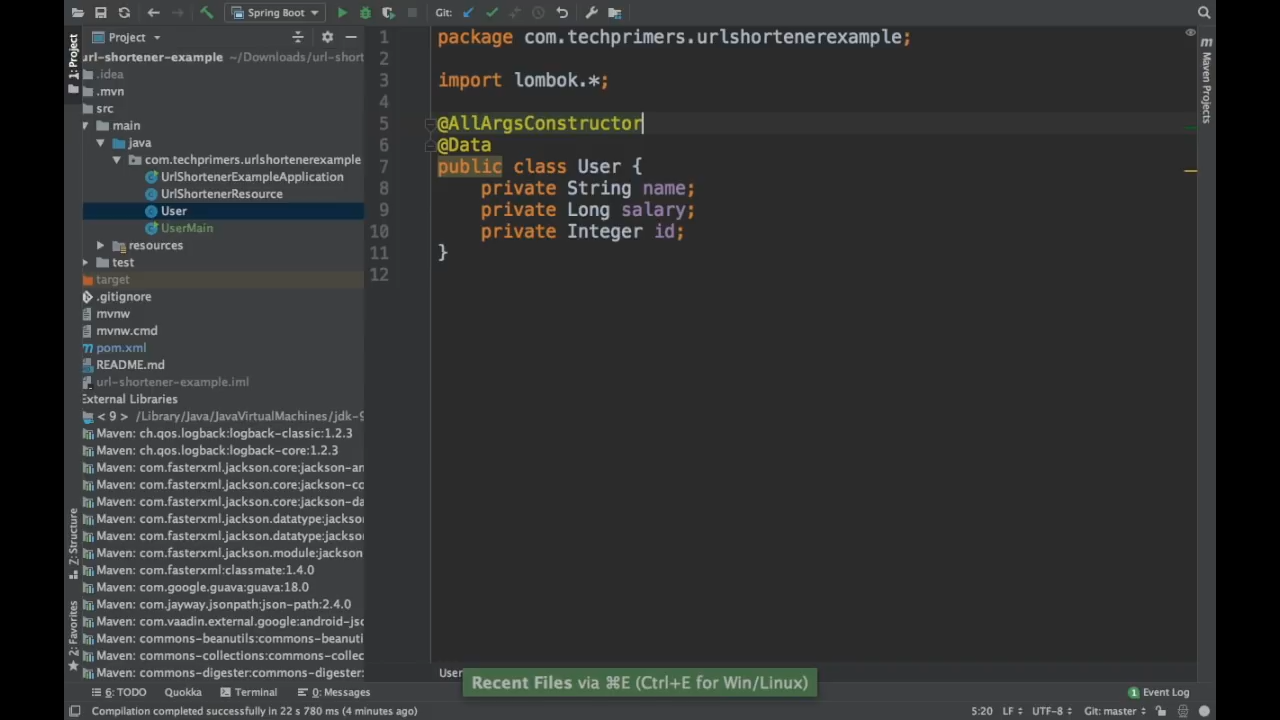 Spring Boot
Git:
Project
url-shortener-example ~/Downloads/url-short
.idea
.mvn
src
main
java
com.techprimers.urlshortenerexample
UrlShortenerExampleApplication
UrlShortenerResource
User
UserMain
resources
test
target
.gitignore
mvnw
mvnw.cmd
pom.xml
README.md
url-shortener-example.iml
External Libraries
< 9 > /Library/Java/JavaVirtualMachines/jdk-9
Maven: ch.qos.logback:logback-classic:1.2.3
Maven: ch.qos.logback:logback-core:1.2.3
Maven: com.fasterxml.jackson.core:jackson-an
Maven: com.fasterxml.jackson.core:jackson-co
Maven: com.fasterxml.jackson.core:jackson-da
Maven: com.fasterxml.jackson.datatype:jackso
Maven: com.fasterxml.jackson.datatype:jackso
Maven: com.fasterxml.jackson.module:jackson
Maven: com.fasterxml:classmate:1.4.0
Maven: com.google.guava:guava:18.0
Maven: com.jayway.jsonpath:json-path:2.4.0
Maven: com.vaadin.external.google:android-js
Maven: commons-beanutils:commons-beanuti
Maven: commons-collections:commons-collec
Maven: commons-digester:commons-digester:
1: Project
Z: Structure
2: Favorites
1 package com.techprimers.urlshortenerexample;
2
3 import lombok.*;
4
5 @AllArgsConstructor
6 @Data
7 public class User {
8 private String name;
9 private Long salary;
10 private Integer id;
11 }
12
m Maven Projects
User
Recent Files via ⌘E (Ctrl+E for Win/Linux)
6: TODO
Quokka
Terminal
0: Messages
1 Event Log
Compilation completed successfully in 22 s 780 ms (4 minutes ago)
5:20
LF
UTF-8
Git: master